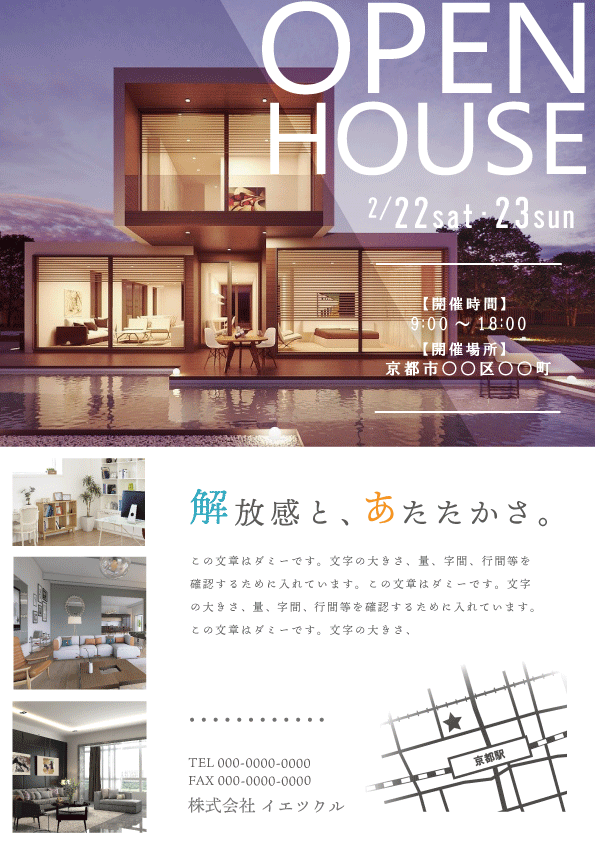 OPEN
HOUSE
2/22sat・23sun
【開催時間】
9:00 〜 18:00
【開催場所】
京都市〇〇区〇〇町
解放感と、あたたかさ。
この文章はダミーです。文字の大きさ、量、字間、行間等を
確認するために入れています。この文章はダミーです。文字
の大きさ、量、字間、行間等を確認するために入れています。
この文章はダミーです。文字の大きさ、
京都駅
TEL 000-0000-0000
FAX 000-0000-0000
株式会社 イエツクル